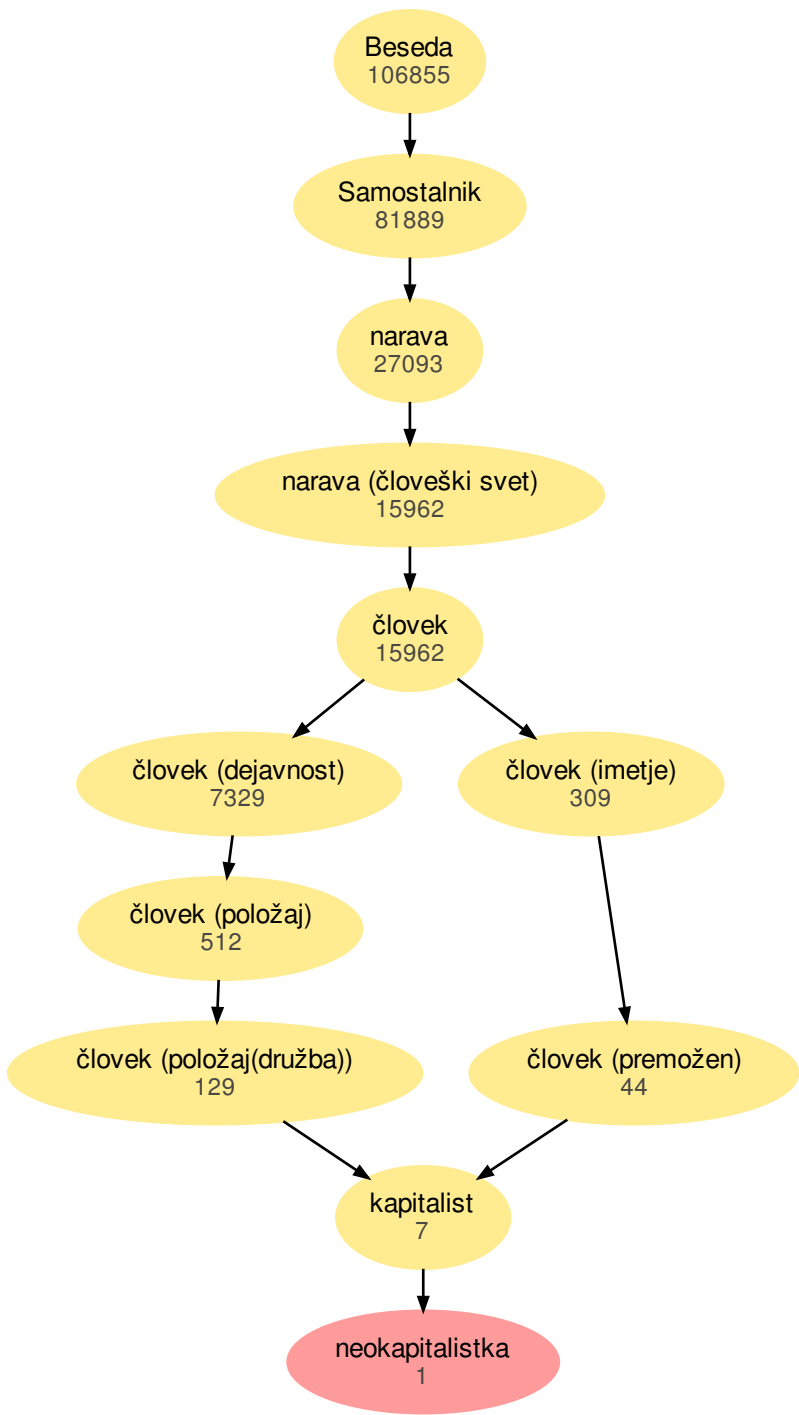 Beseda
106855
Samostalnik
81889
narava
27093
narava (človeški svet)
15962
človek
15962
človek (dejavnost)
7329
človek (imetje)
309
človek (položaj)
512
človek (položaj(družba))
129
človek (premožen)
44
kapitalist
7
neokapitalistka
1